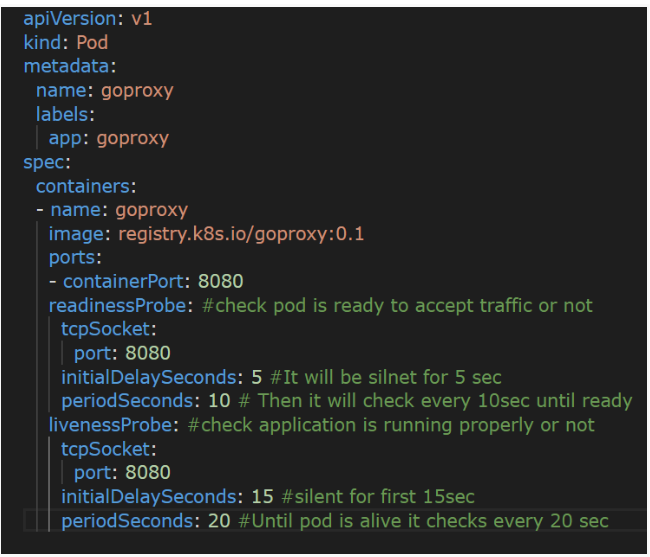 apiVersion: v1
kind: Pod
metadata:
  name: goproxy
  labels:
    app: goproxy
spec:
  containers:
  - name: goproxy
    image: registry.k8s.io/goproxy:0.1
    ports:
    - containerPort: 8080
    readinessProbe: #check pod is ready to accept traffic or not
      tcpSocket:
        port: 8080
      initialDelaySeconds: 5 #It will be silnet for 5 sec
      periodSeconds: 10 # Then it will check every 10sec until ready
    livenessProbe: #check application is running properly or not
      tcpSocket:
        port: 8080
      initialDelaySeconds: 15 #silent for first 15sec
      periodSeconds: 20 #Until pod is alive it checks every 20 sec